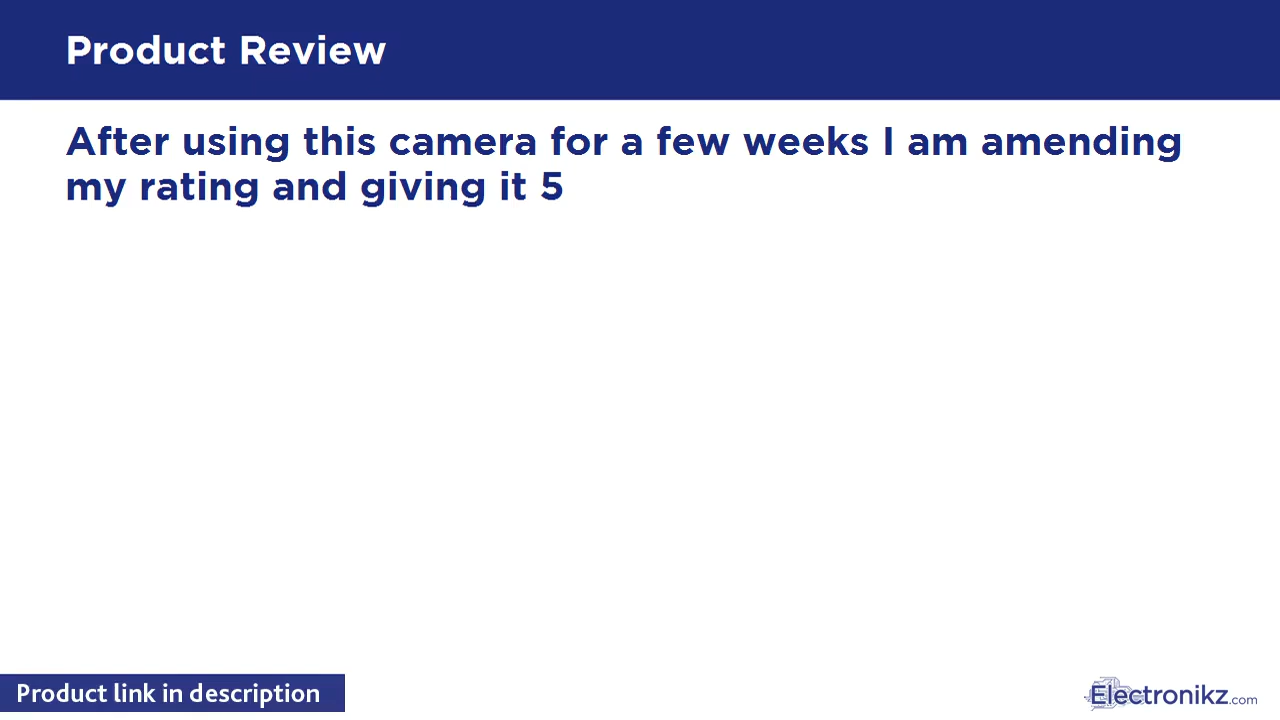 Product Review
After using this camera for a few weeks I am amending
my rating and giving it 5
Product link in description
Electronikz.com